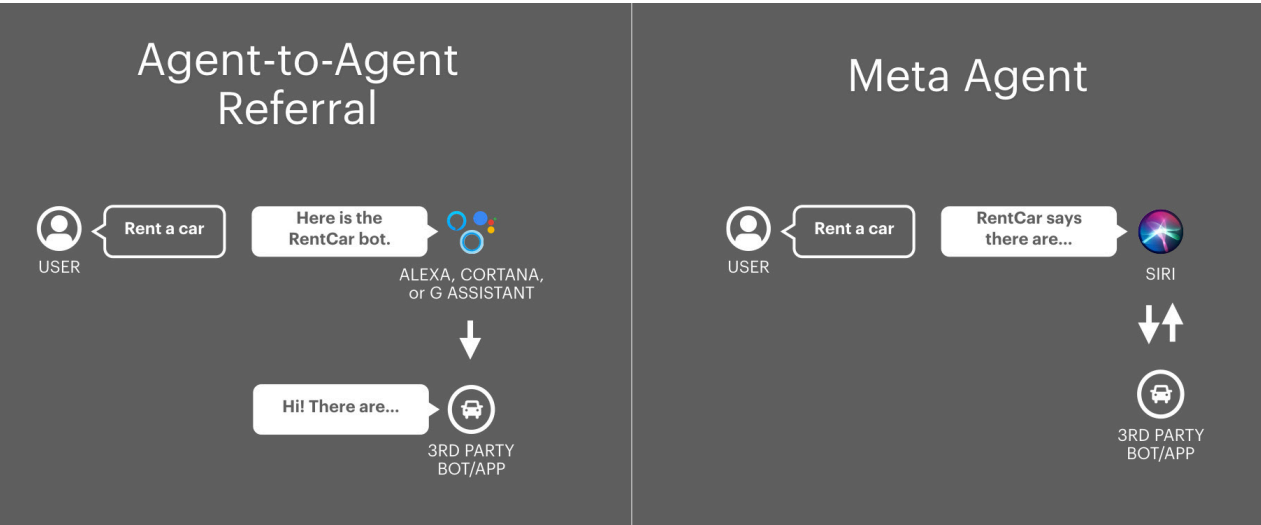 Agent-to-Agent
Referral
Rent a car
Here is the
RentCar bot.
USER
ALEXA, CORTANA,
or G ASSISTANT
Hi! There are...
3RD PARTY
BOT/APP
Meta Agent
Rent a car
RentCar says
there are...
USER
SIRI
3RD PARTY
BOT/APP